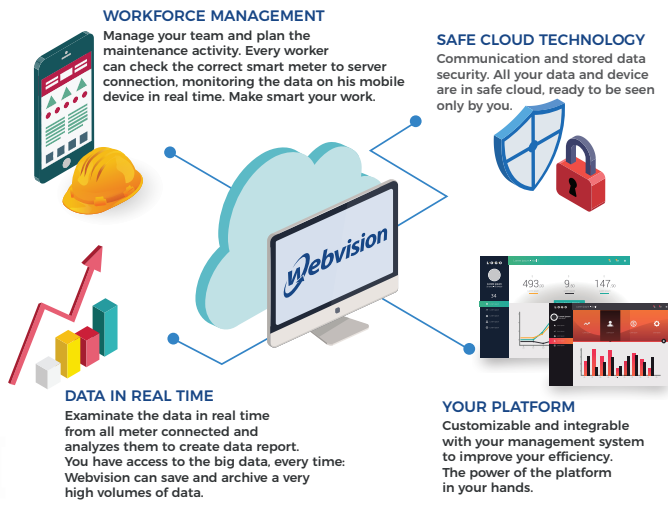 WORKFORCE MANAGEMENT
Manage your team and plan the
maintenance activity. Every worker
can check the correct smart meter to server
connection, monitoring the data on his mobile
device in real time. Make smart your work.
SAFE CLOUD TECHNOLOGY
Communication and stored data
security. All your data and device
are in safe cloud, ready to be seen
only by you.
Webvision
LOGO
493
9
147
34
DATA IN REAL TIME
Examinate the data in real time
from all meter connected and
analyzes them to create data report.
You have access to the big data, every time:
Webvision can save and archive a very
high volumes of data.
YOUR PLATFORM
Customizable and integrable
with your management system
to improve your efficiency.
The power of the platform
in your hands.